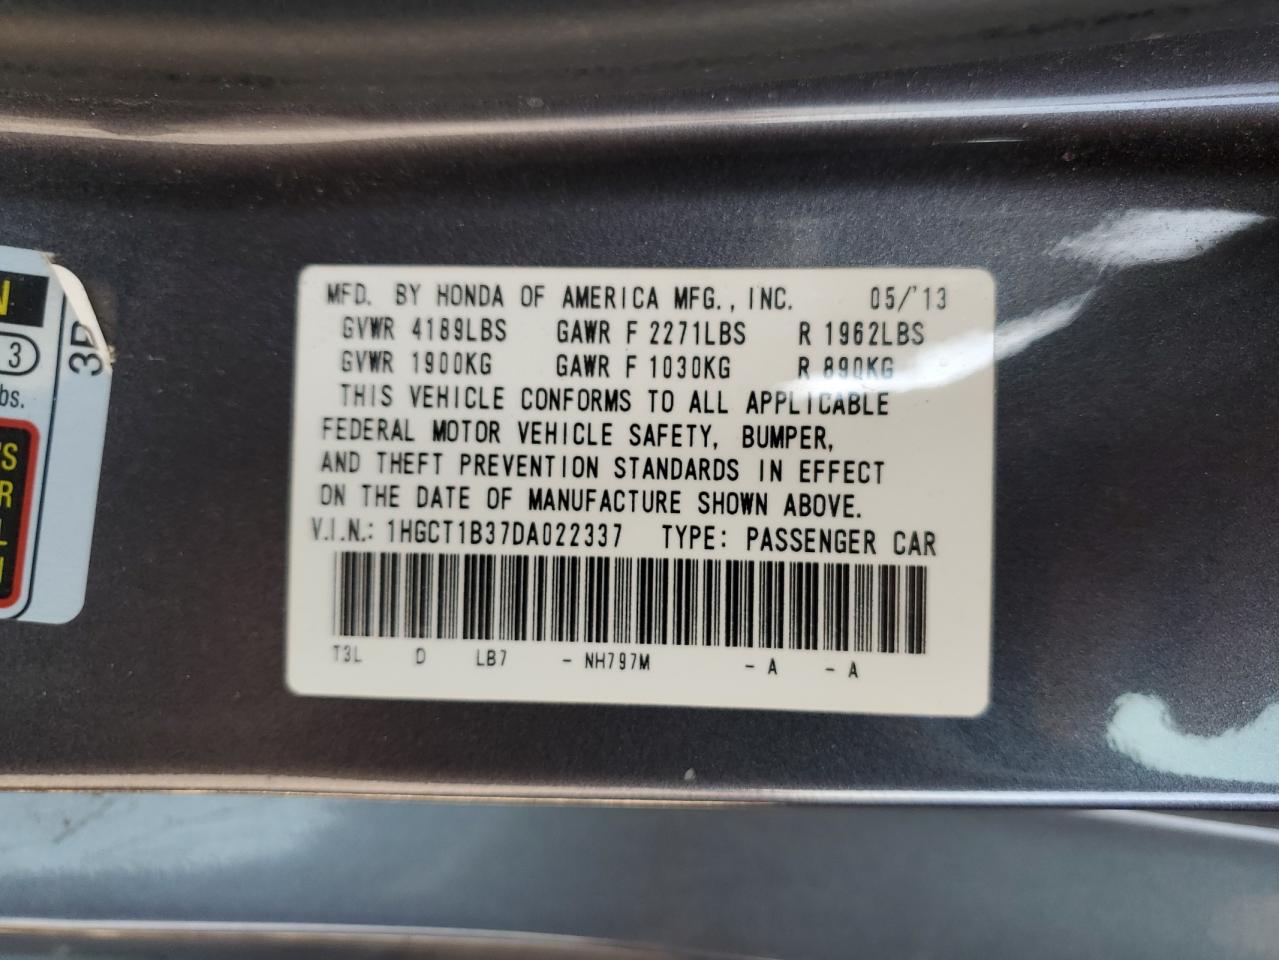 MFD. BY HONDA OF AMERICA MFG., INC. 05/'13
GVWR 4189LBS GAWR F 2271LBS R 1962LBS
GVWR 1900KG GAWR F 1030KG R 890KG
THIS VEHICLE CONFORMS TO ALL APPLICABLE
FEDERAL MOTOR VEHICLE SAFETY, BUMPER,
AND THEFT PREVENTION STANDARDS IN EFFECT
ON THE DATE OF MANUFACTURE SHOWN ABOVE.
V.I.N.: 1HGCT1B37DA022337 TYPE: PASSENGER CAR
T3L D LB7 - NH797M - A - A
N
3
bs.
'S
R
L